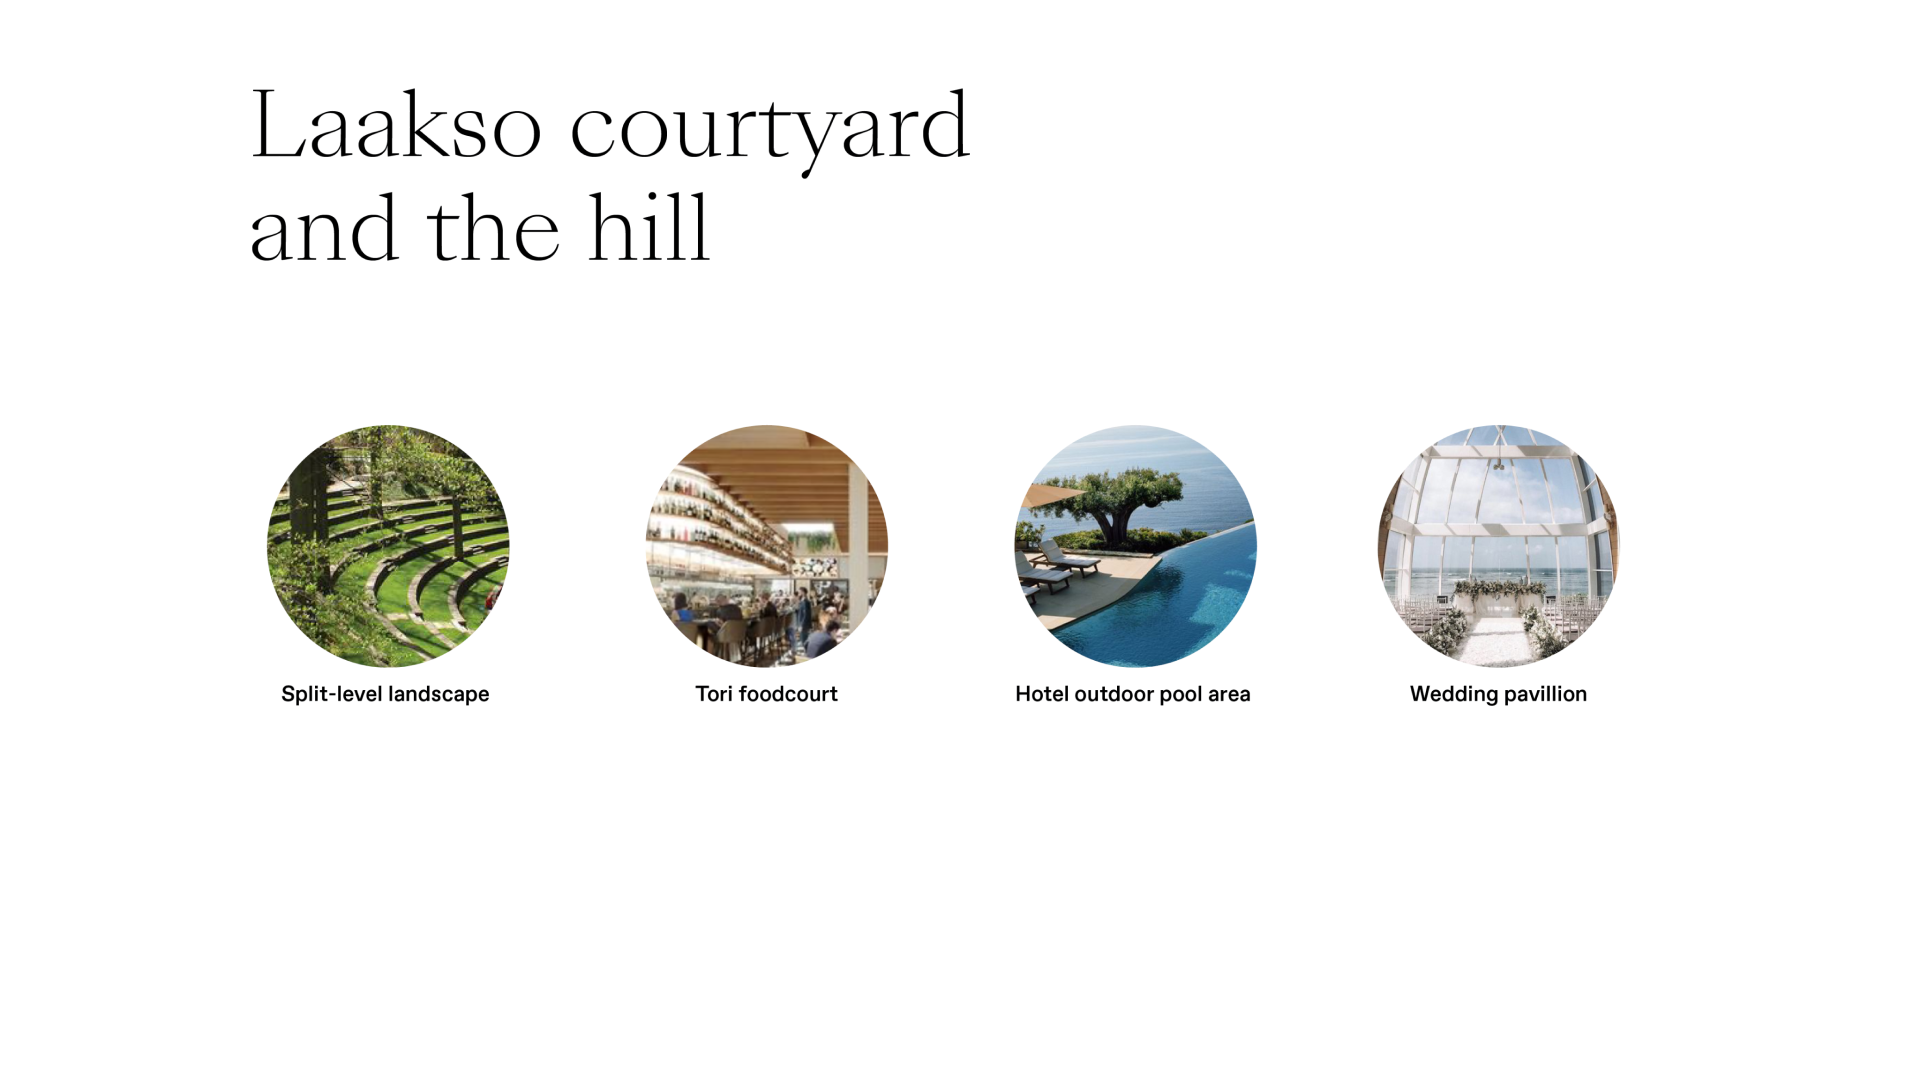 Laakso courtyard
and the hill
Split-level landscape
Tori foodcourt
Hotel outdoor pool area
Wedding pavillion